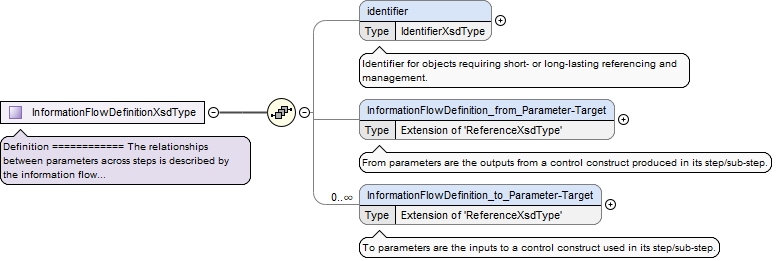 identifier
Type IdentifierXsdType
Identifier for objects requiring short- or long-lasting referencing and
management.
InformationFlowDefinitionXsdType
Definition ============ The relationships
between parameters across steps is described by
the information flow...
InformationFlowDefinition_from_Parameter-Target
Type Extension of 'ReferenceXsdType'
From parameters are the outputs from a control construct produced in its step/sub-step.
0..∞
InformationFlowDefinition_to_Parameter-Target
Type Extension of 'ReferenceXsdType'
To parameters are the inputs to a control construct used in its step/sub-step.